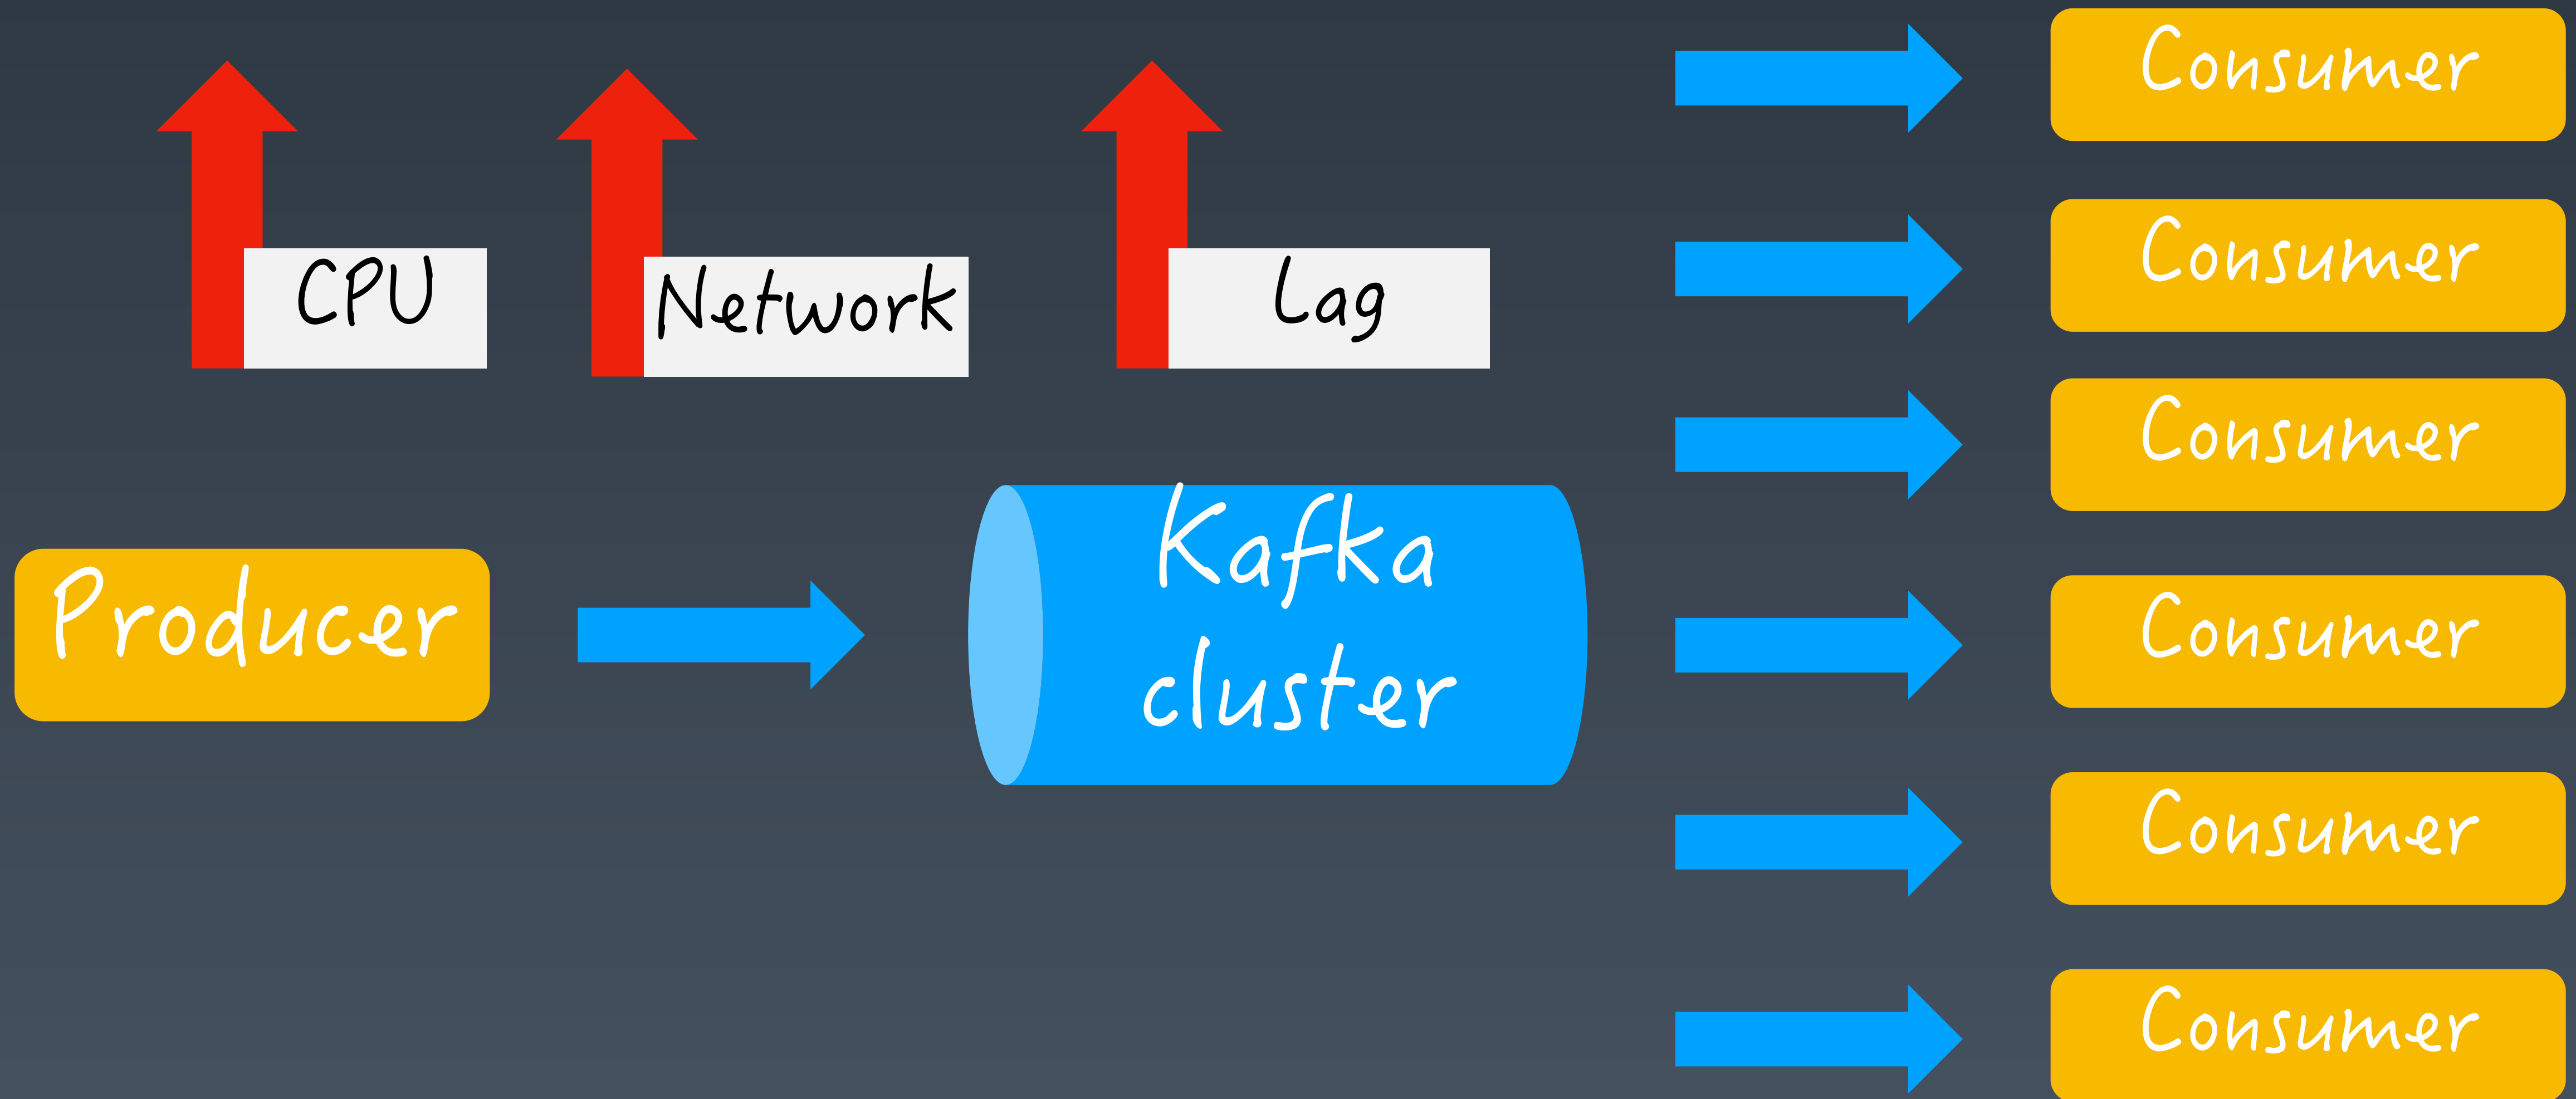 CPU
Network
Lag
Producer
Kafka
cluster
Consumer
Consumer
Consumer
Consumer
Consumer
Consumer